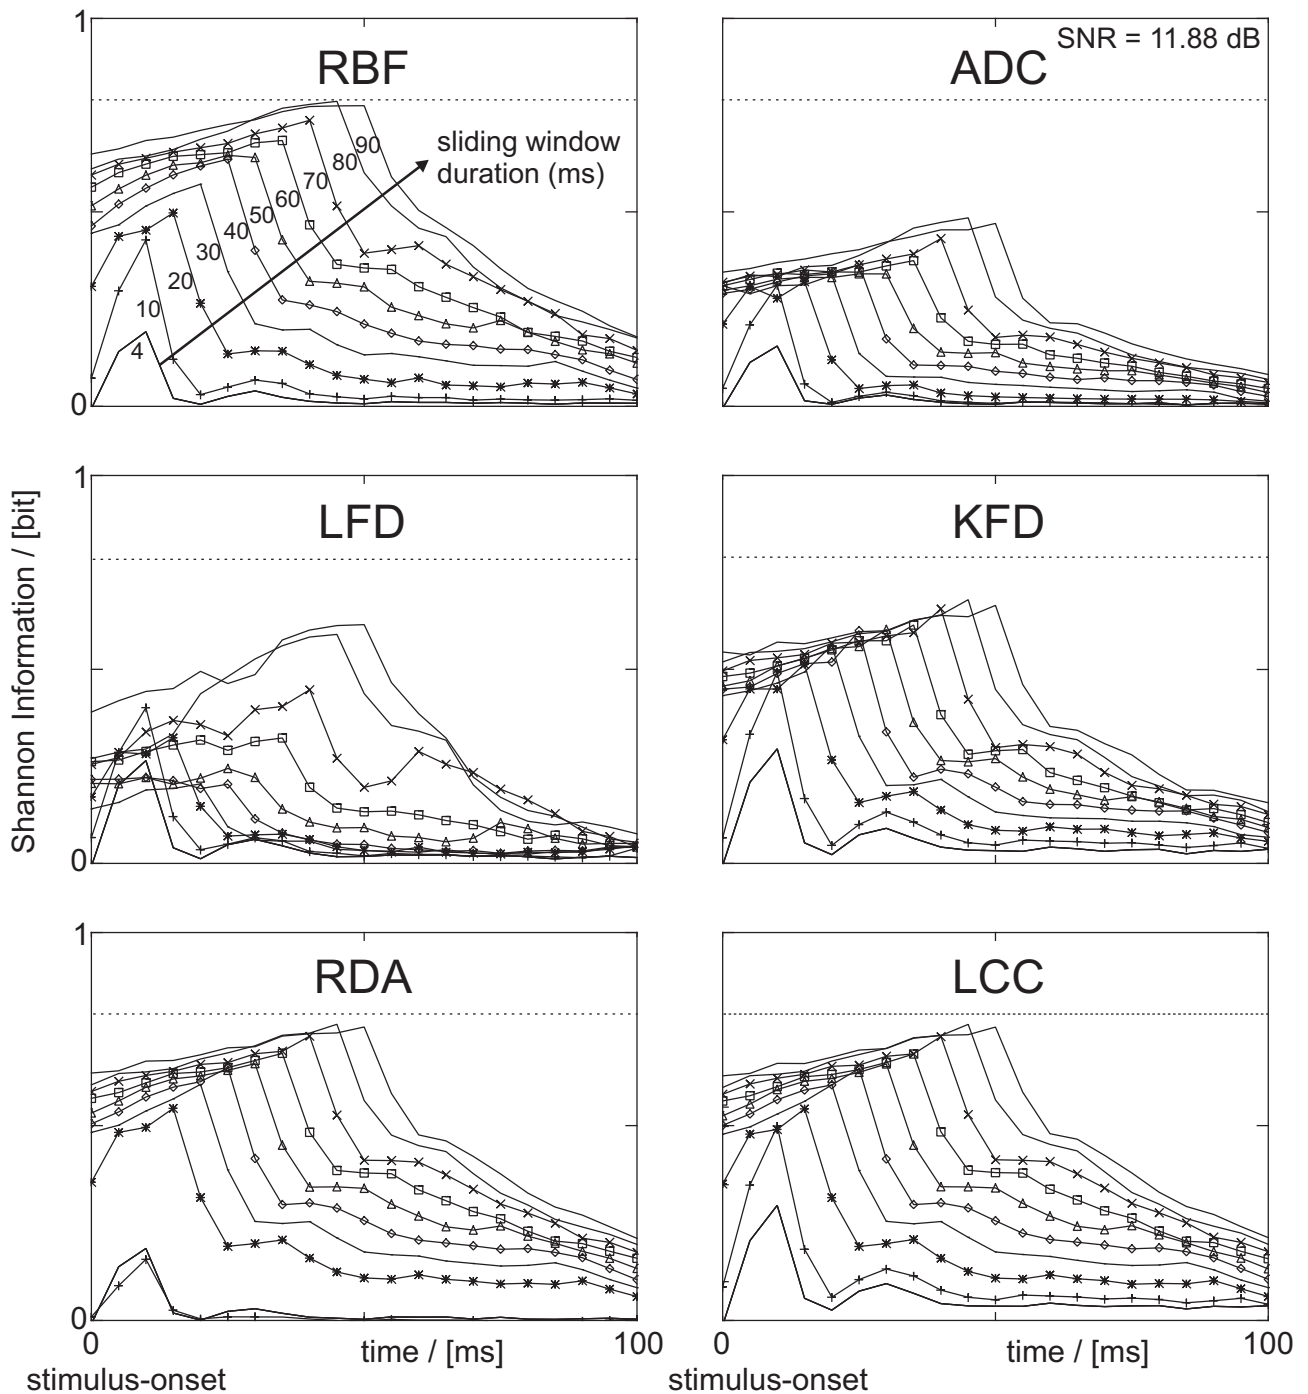 1
RBF
ADC
SNR = 11.88 dB
sliding window
duration (ms)
90
80
70
60
50
40
30
20
10
4
0
1
LFD
KFD
Shannon Information / [bit]
0
1
RDA
LCC
0
0
time / [ms]
100
0
time / [ms]
100
stimulus-onset
stimulus-onset